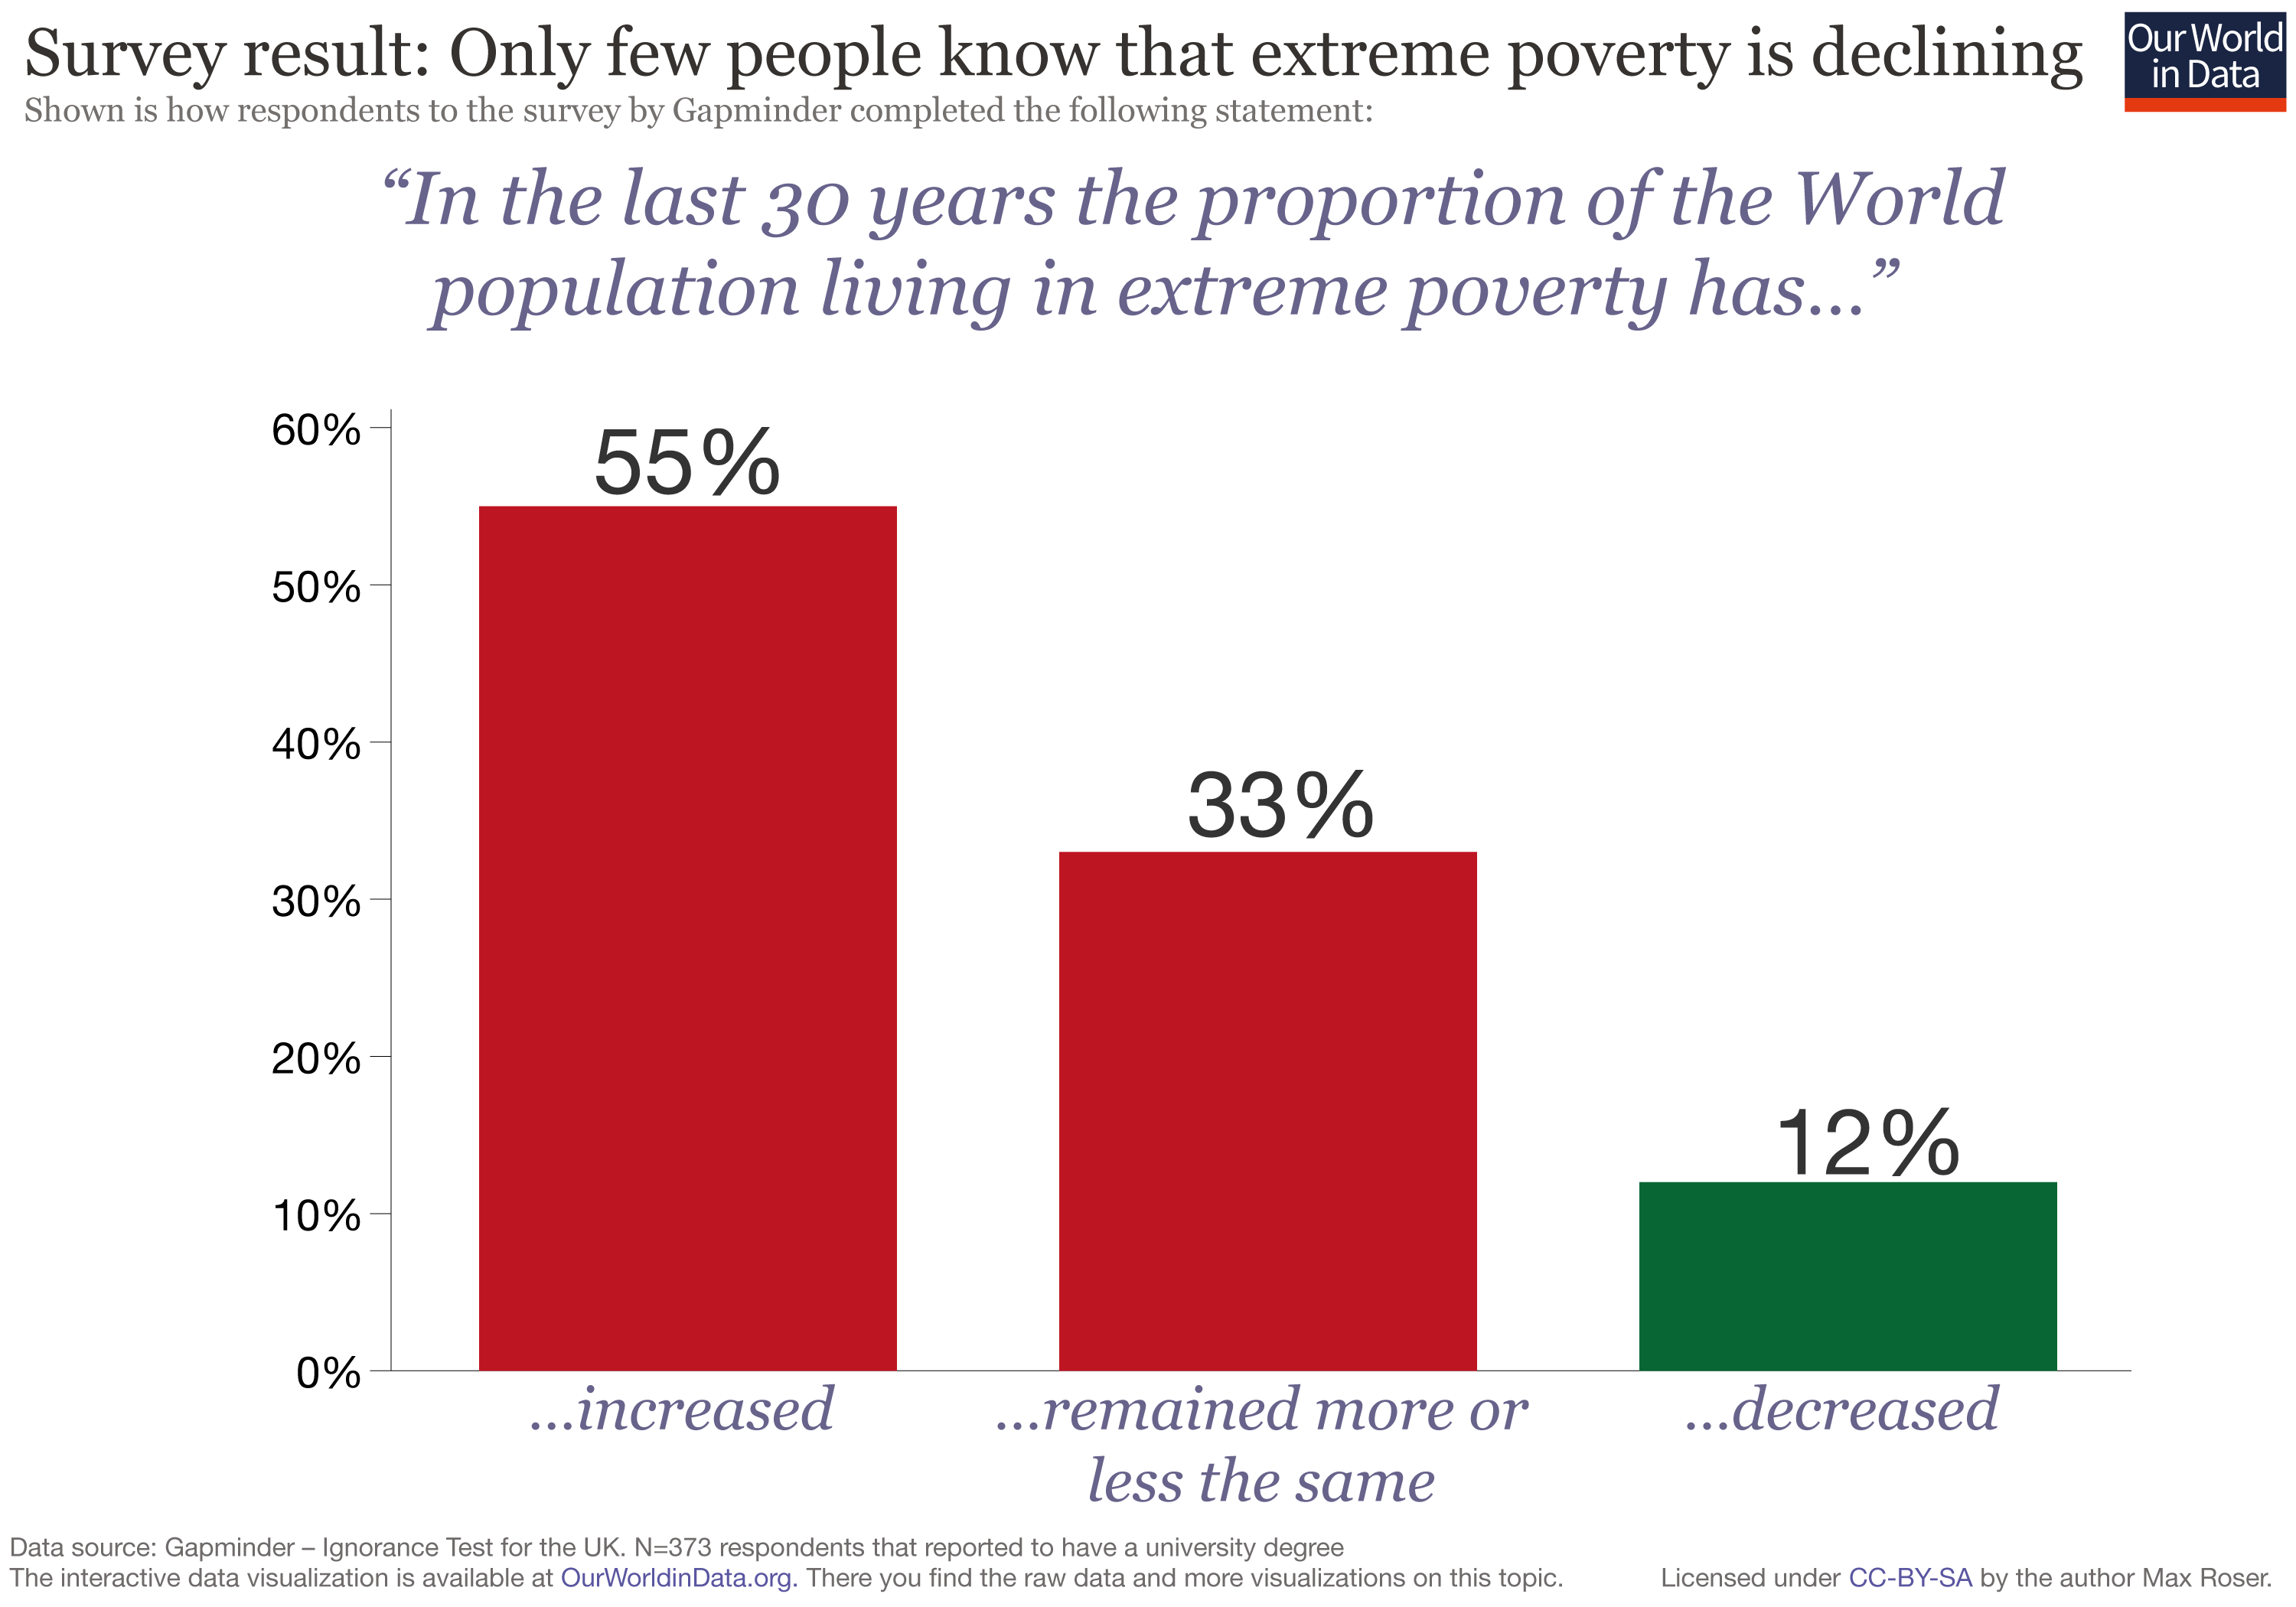 Survey result: Only few people know that extreme poverty is declining
Our World
in Data
Shown is how respondents to the survey by Gapminder completed the following statement:
“In the last 30 years the proportion of the World
population living in extreme poverty has...”
60%
55%
50%
40%
33%
30%
20%
12%
10%
0%
...increased
...remained more or
less the same
...decreased
Data source: Gapminder – Ignorance Test for the UK. N=373 respondents that reported to have a university degree
The interactive data visualization is available at OurWorldinData.org. There you find the raw data and more visualizations on this topic.
Licensed under CC-BY-SA by the author Max Roser.